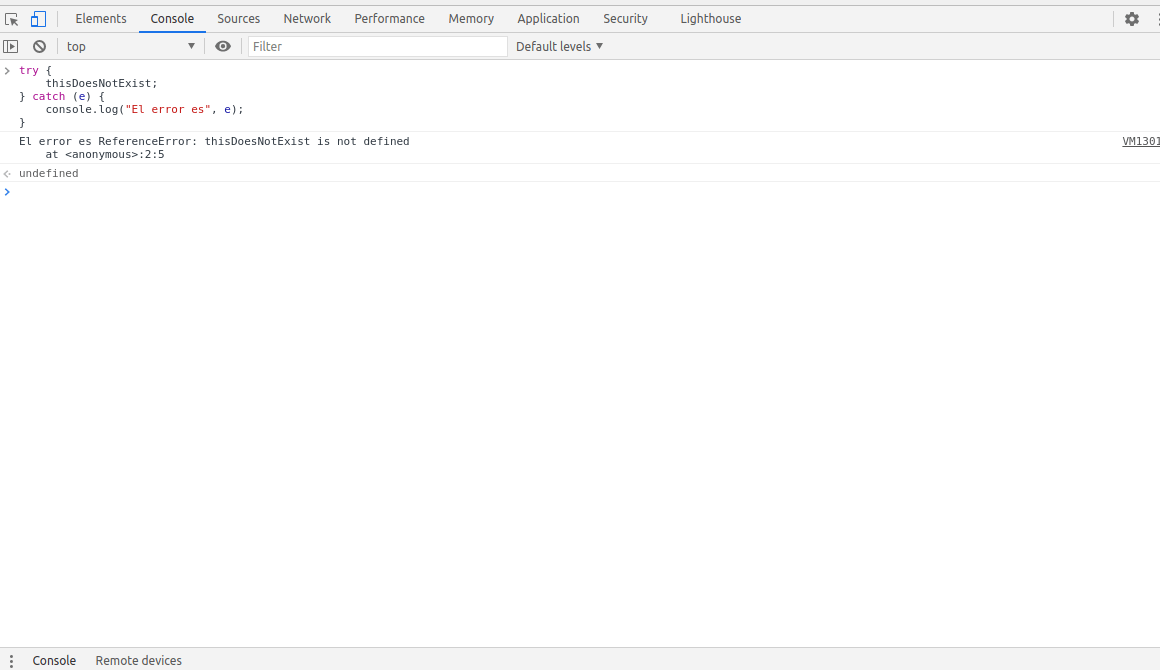 Elements Console Sources Network Performance Memory Application Security Lighthouse
top Filter Default levels
try {
    thisDoesNotExist;
} catch (e) {
    console.log("El error es", e);
}
El error es ReferenceError: thisDoesNotExist is not defined VM1301
    at <anonymous>:2:5
undefined
Console Remote devices